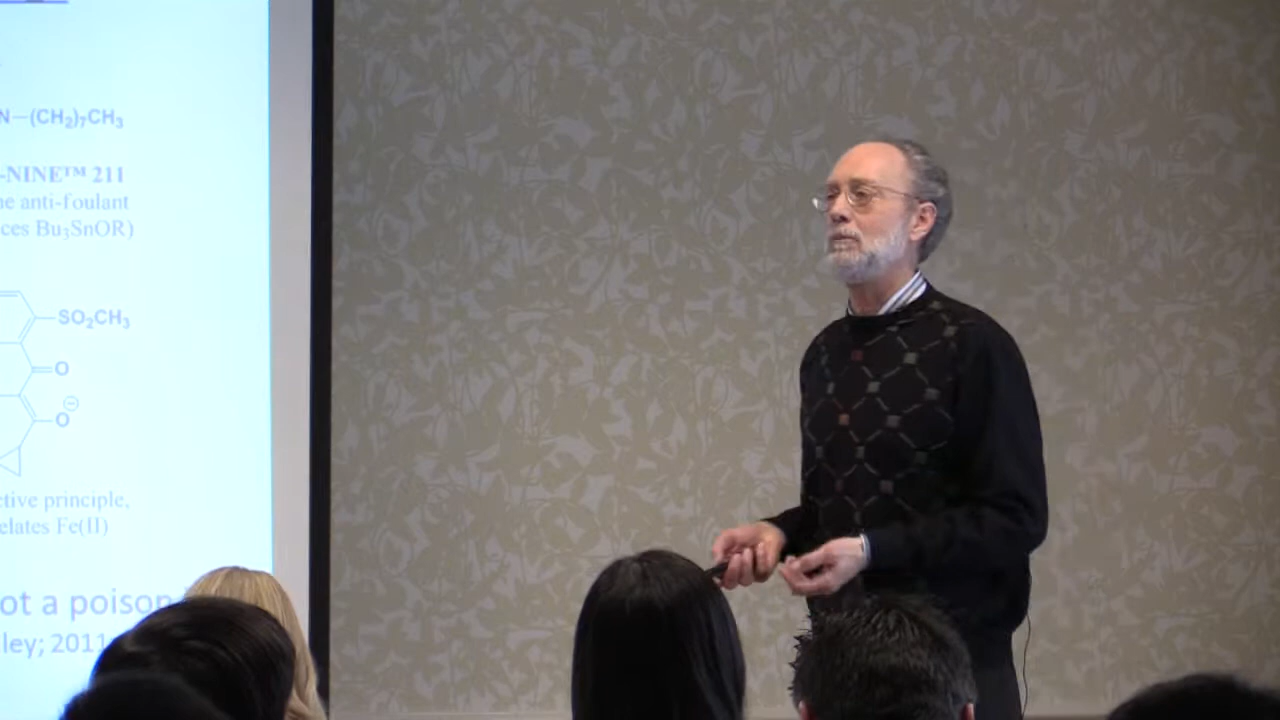 N–(CH₂)₇CH₃
-NINE™ 211
ne anti-foulant
ces Bu₃SnOR)
SO₂CH₃
O
O⊖
ctive principle,
elates Fe(II)
ot a poison
ley; 2011